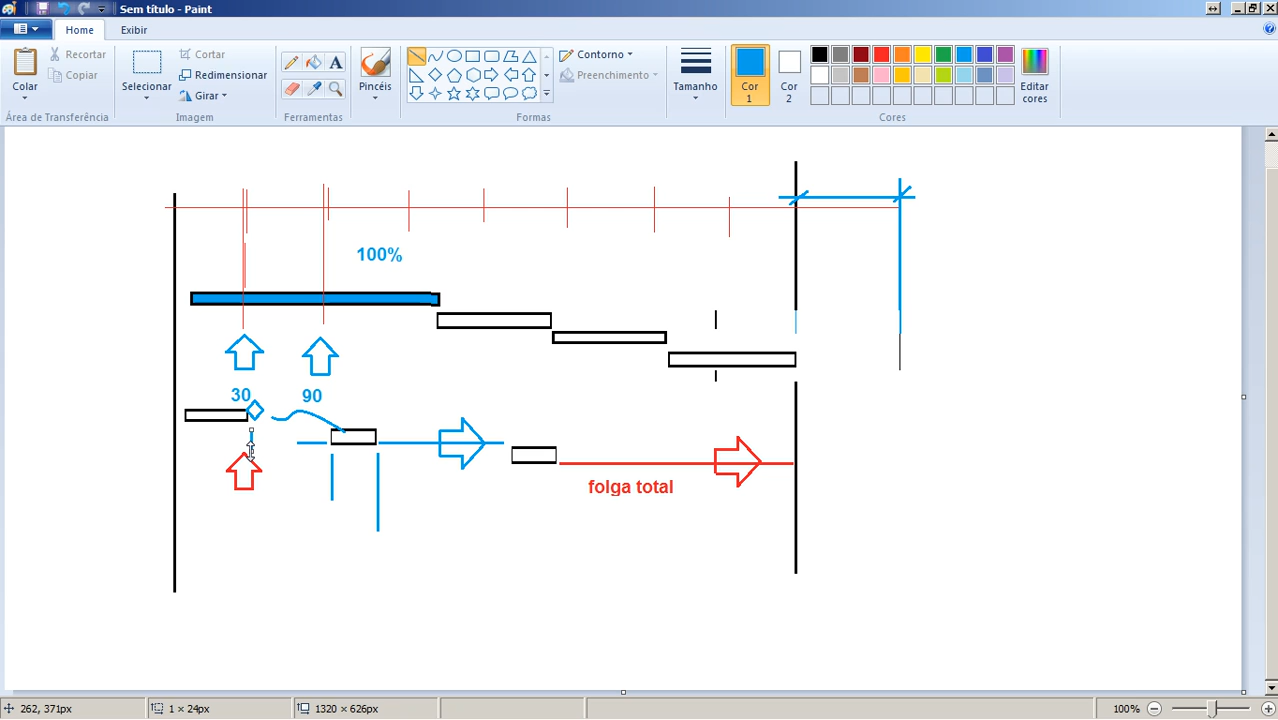 Sem título - Paint
Home
Exibir
Colar
Recortar
Copiar
Área de Transferência
Selecionar
Cortar
Redimensionar
Girar
Imagem
A
Ferramentas
Pincéis
Contorno
Preenchimento
Formas
Tamanho
Cor
1
Cor
2
Editar
cores
Cores
100%
30
90
folga total
262, 371px
1 × 24px
1320 × 626px
100%